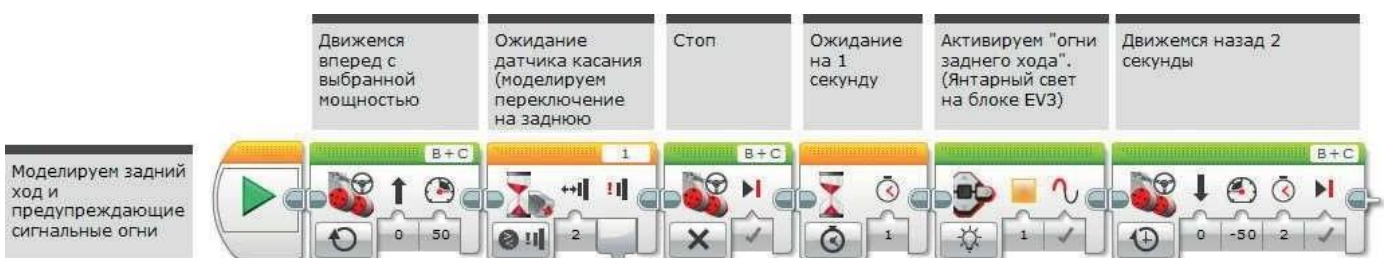 Движемся
вперед с
выбранной
мощностью
Ожидание
датчика касания
(моделируем
переключение
на заднюю
Стоп
Ожидание
на 1
секунду
Активируем "огни
заднего хода".
(Янтарный свет
на блоке EV3)
Движемся назад 2
секунды
Моделируем задний
ход и
предупреждающие
сигнальные огни
B + C
0 50
1
2
B + C
1
1
B + C
0 -50 2